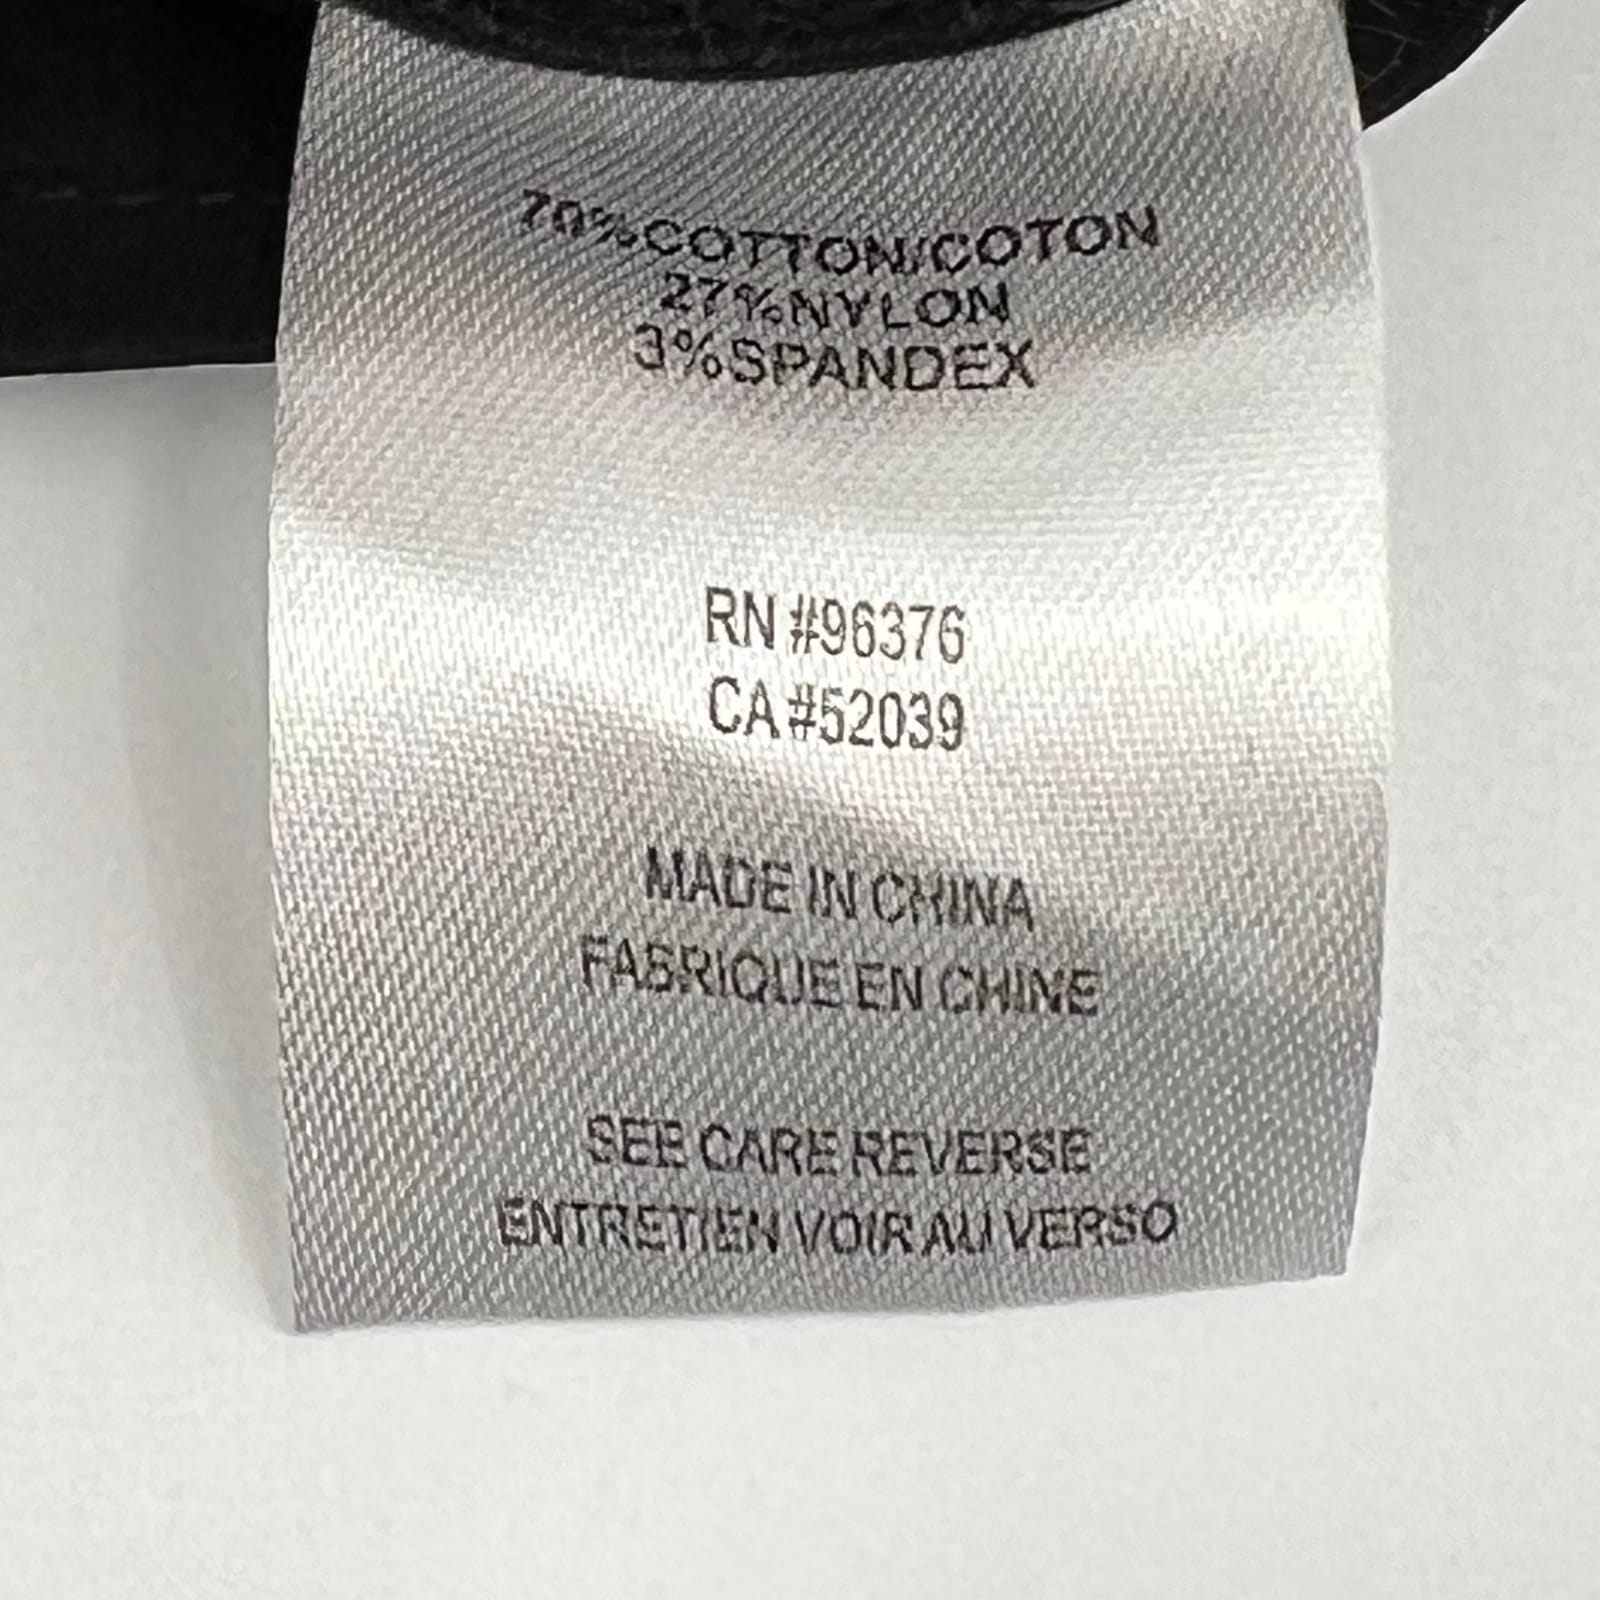 70%COTTON/COTON
27%NYLON
3%SPANDEX
RN #96376
CA #52039
MADE IN CHINA
FABRIQUE EN CHINE
SEE CARE REVERSE
ENTRETIEN VOIR AU VERSO